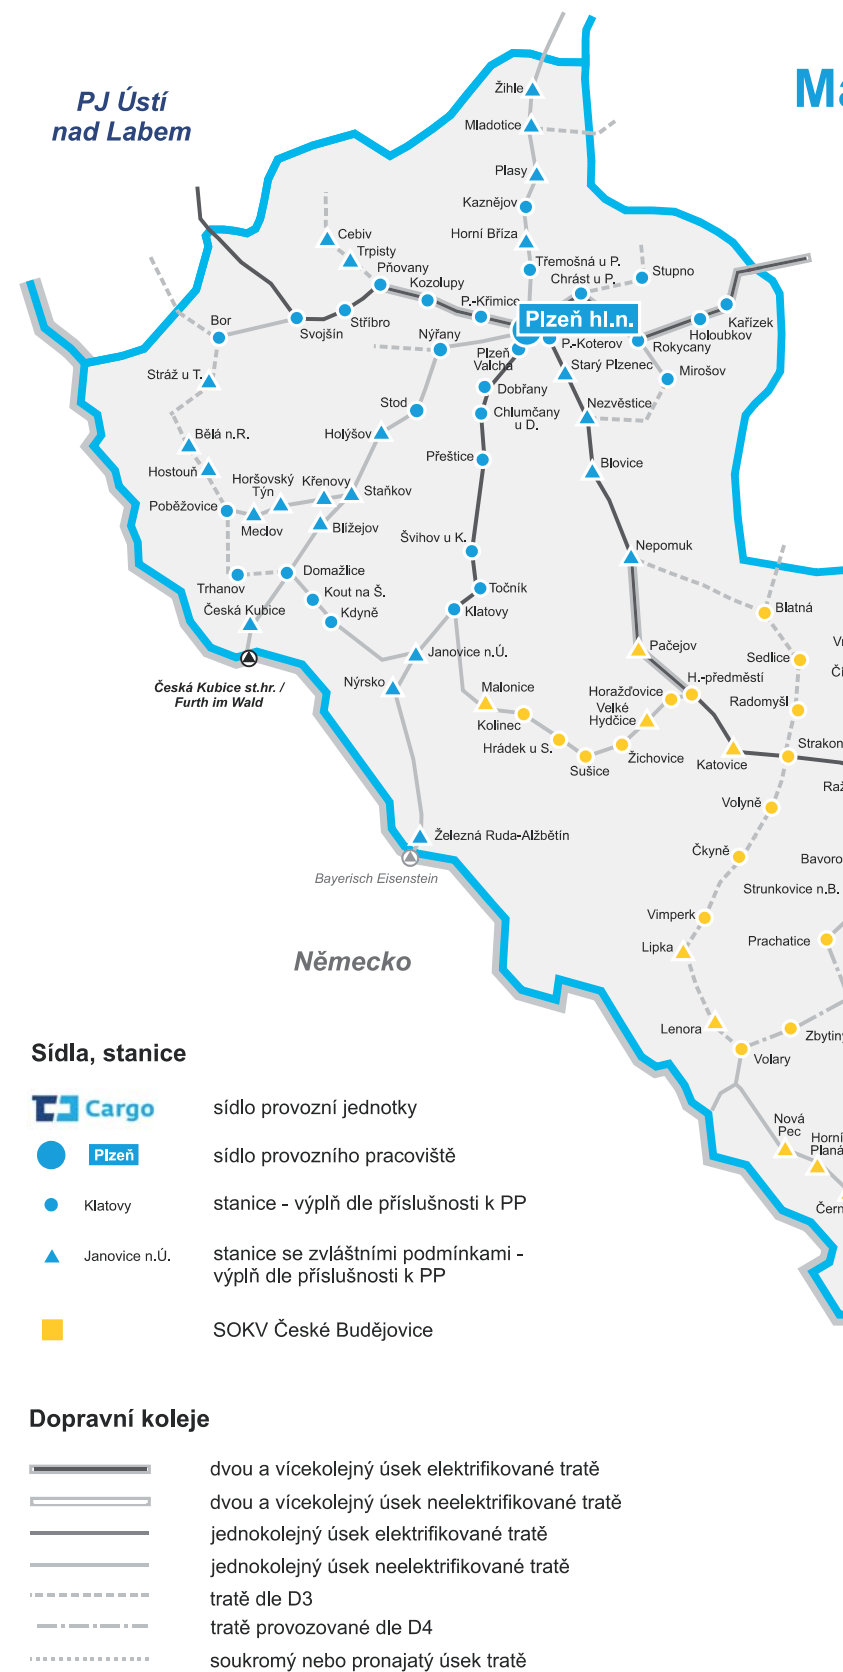 PJ Ústí
nad Labem
Ma
Žihle
Mladotice
Plasy
Kaznějov
Horní Bříza
Cebiv
Trpisty
Pňovany
Kozolupy
Třemošná u P.
Chrást u P.
Stupno
P.-Křimice
Plzeň hl.n.
Kařízek
Holoubkov
Rokycany
Bor
Svojšín
Stříbro
Nýřany
Plzeň
Valcha
P.-Koterov
Starý Plzenec
Mirošov
Stráž u T.
Dobřany
Stod
Chlumčany
u D.
Nezvěstice
Bělá n.R.
Holýšov
Hostouň
Horšovský
Týn
Křenovy
Staňkov
Přeštice
Blovice
Poběžovice
Meclov
Blížejov
Švihov u K.
Nepomuk
Trhanov
Domažlice
Kout na Š.
Točník
Česká Kubice
Kdyně
Klatovy
Blatná
Janovice n.Ú.
Pačejov
Sedlice
Vr
Čí
Česká Kubice st.hr. /
Furth im Wald
Nýrsko
Malonice
Kolinec
Horažďovice
H.-předměstí
Velké
Hydčice
Radomyšl
Hrádek u S.
Sušice
Žichovice
Katovice
Strakon
Raž
Volyně
Železná Ruda-Alžbětín
Čkyně
Bavoro
Bayerisch Eisenstein
Strunkovice n.B.
Vimperk
Lipka
Prachatice
Německo
Lenora
Zbytiny
Volary
Nová
Pec
Horní
Planá
Čern
Sídla, stanice
Cargo
sídlo provozní jednotky
Plzeň
sídlo provozního pracoviště
Klatovy
stanice - výplň dle příslušnosti k PP
Janovice n.Ú.
stanice se zvláštními podmínkami -
výplň dle příslušnosti k PP
SOKV České Budějovice
Dopravní koleje
dvou a vícekolejný úsek elektrifikované tratě
dvou a vícekolejný úsek neelektrifikované tratě
jednokolejný úsek elektrifikované tratě
jednokolejný úsek neelektrifikované tratě
tratě dle D3
tratě provozované dle D4
soukromý nebo pronajatý úsek tratě